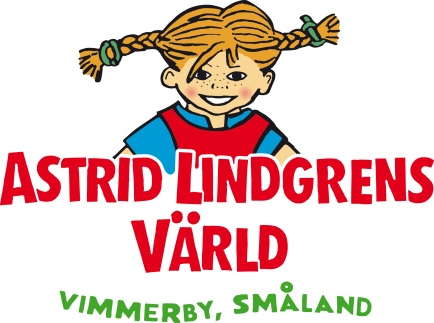 ASTRID LINDGRENS
VÄRLD
VIMMERBY, SMÅLAND